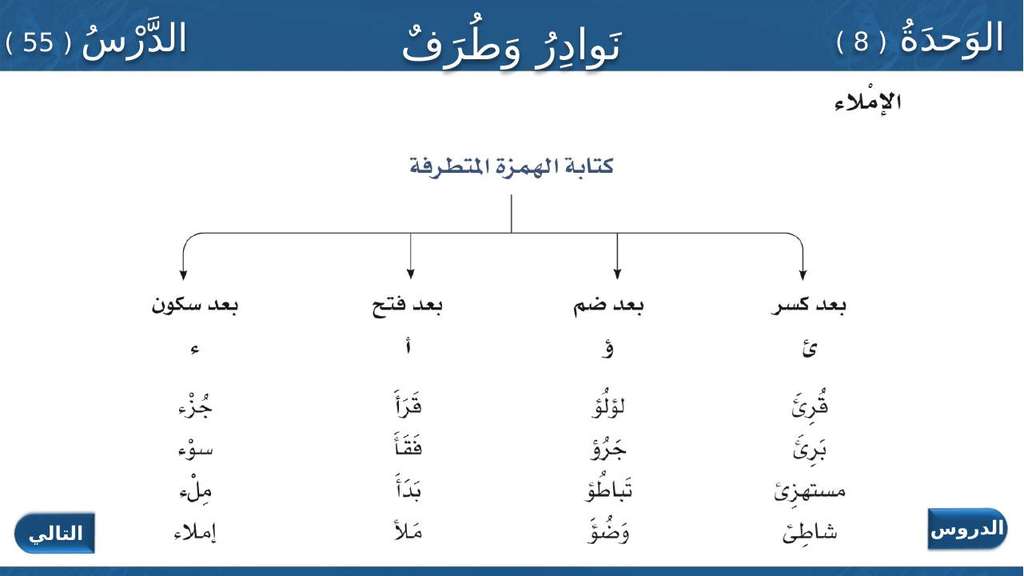 الوَحدَةُ ( 8 )
نَوادِرُ وَطُرَفٌ
الدَّرْسُ ( 55 )
الإمْلاء
كتابة الهمزة المتطرفة
بعد كسر بعد ضم بعد فتح بعد سكون
ئ ؤ أ ء
قُرِئَ لؤلُؤ قَرَأَ جُزْء
بَرِئَ جَرُؤَ فَقَأَ سوْء
مستهزِئ تَباطُؤ بَدَأَ مِلْء
شاطِئ وَضُؤَ مَلأ إملاء
الدروس
التالي